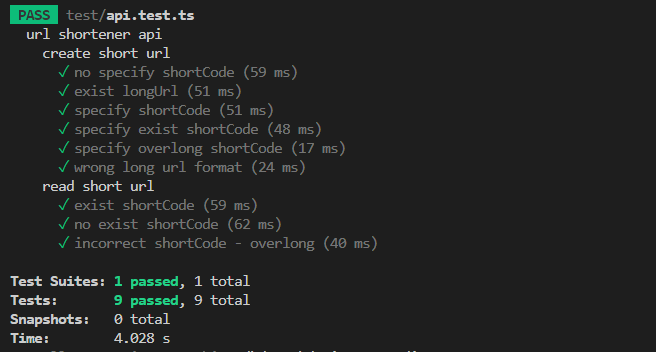 PASS test/api.test.ts
url shortener api
create short url
✓ no specify shortCode (59 ms)
✓ exist longUrl (51 ms)
✓ specify shortCode (51 ms)
✓ specify exist shortCode (48 ms)
✓ specify overlong shortCode (17 ms)
✓ wrong long url format (24 ms)
read short url
✓ exist shortCode (59 ms)
✓ no exist shortCode (62 ms)
✓ incorrect shortCode - overlong (40 ms)
Test Suites: 1 passed, 1 total
Tests: 9 passed, 9 total
Snapshots: 0 total
Time: 4.028 s